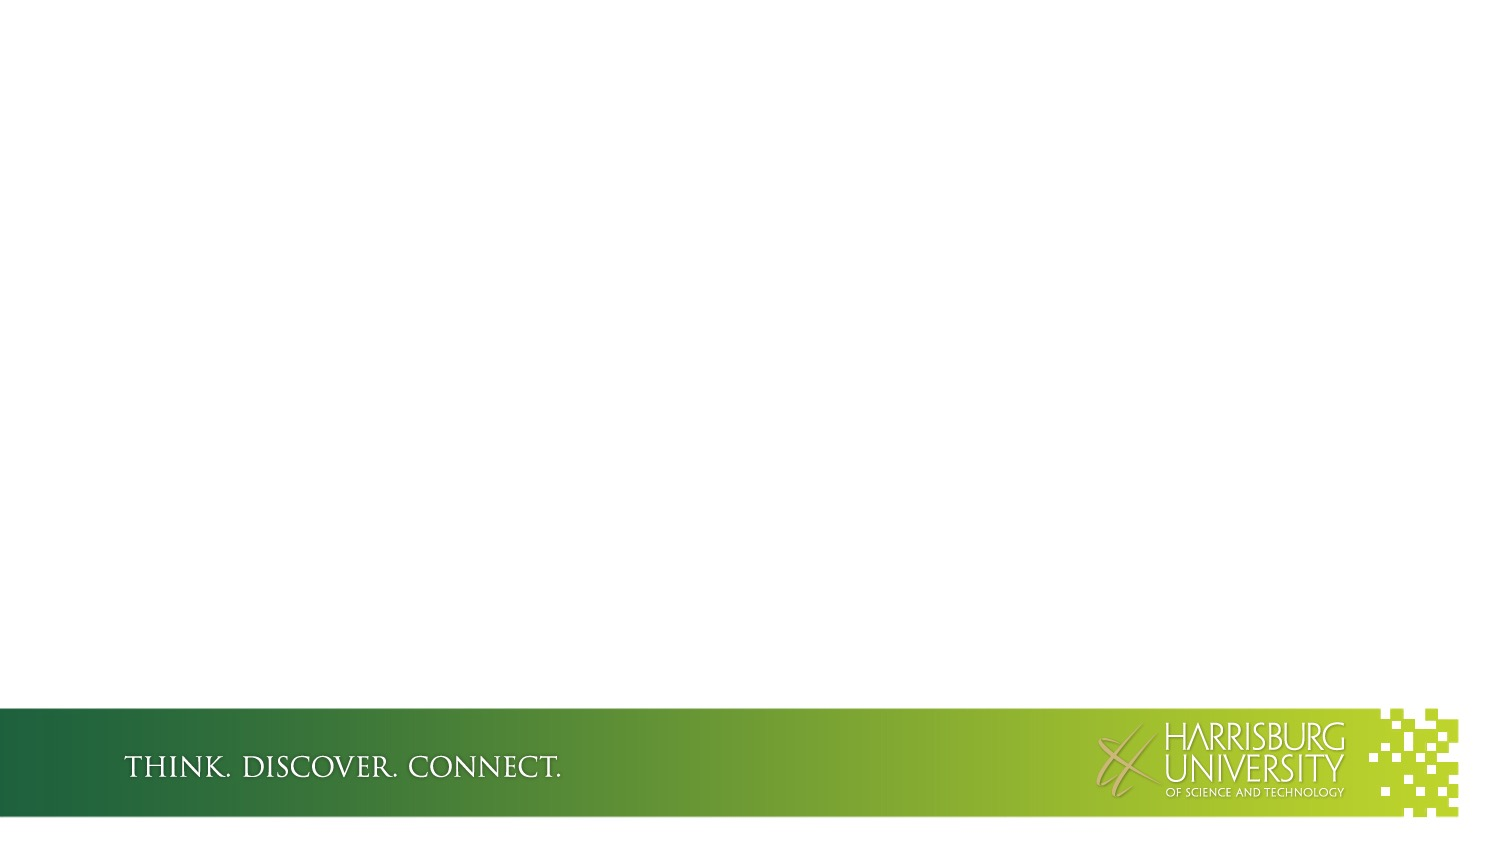 THINK. DISCOVER. CONNECT.
HARRISBURG
UNIVERSITY
OF SCIENCE AND TECHNOLOGY